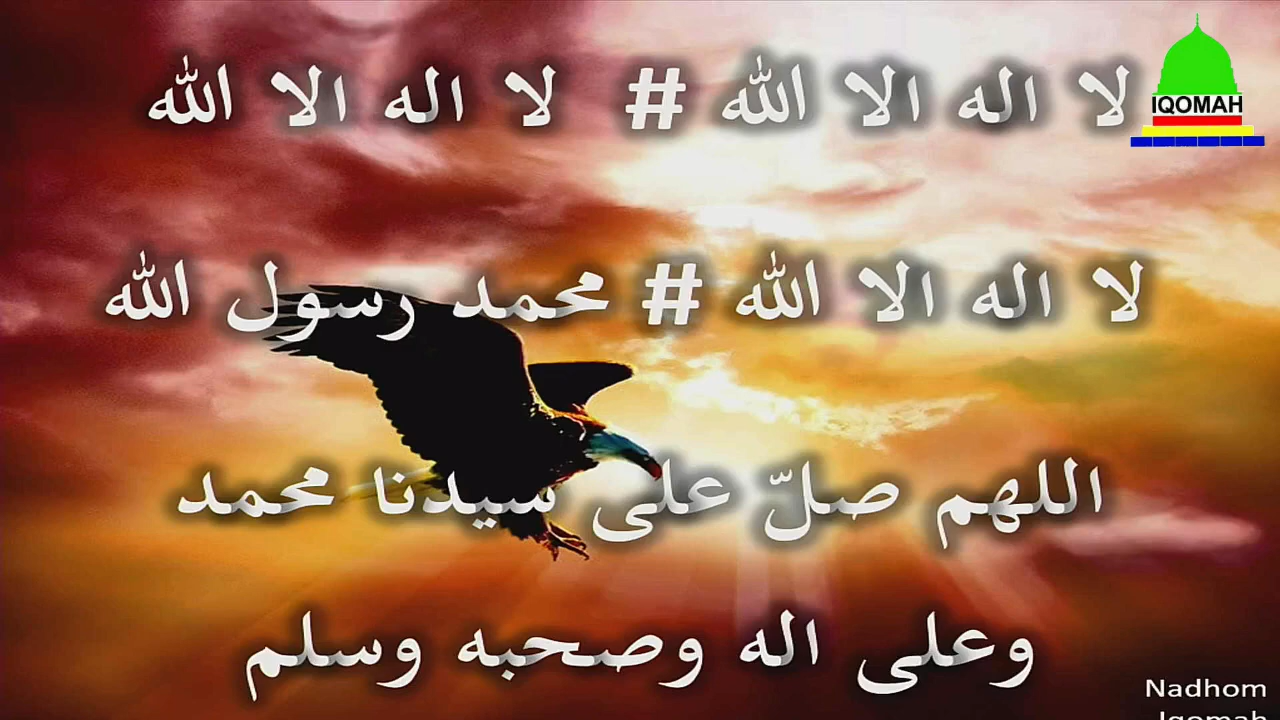 لا اله الا الله # لا اله الا الله
IQOMAH
لا اله الا الله # محمد رسول الله
اللهم صلّ على سيدنا محمد
وعلى اله وصحبه وسلم
Nadhom
Iqomah